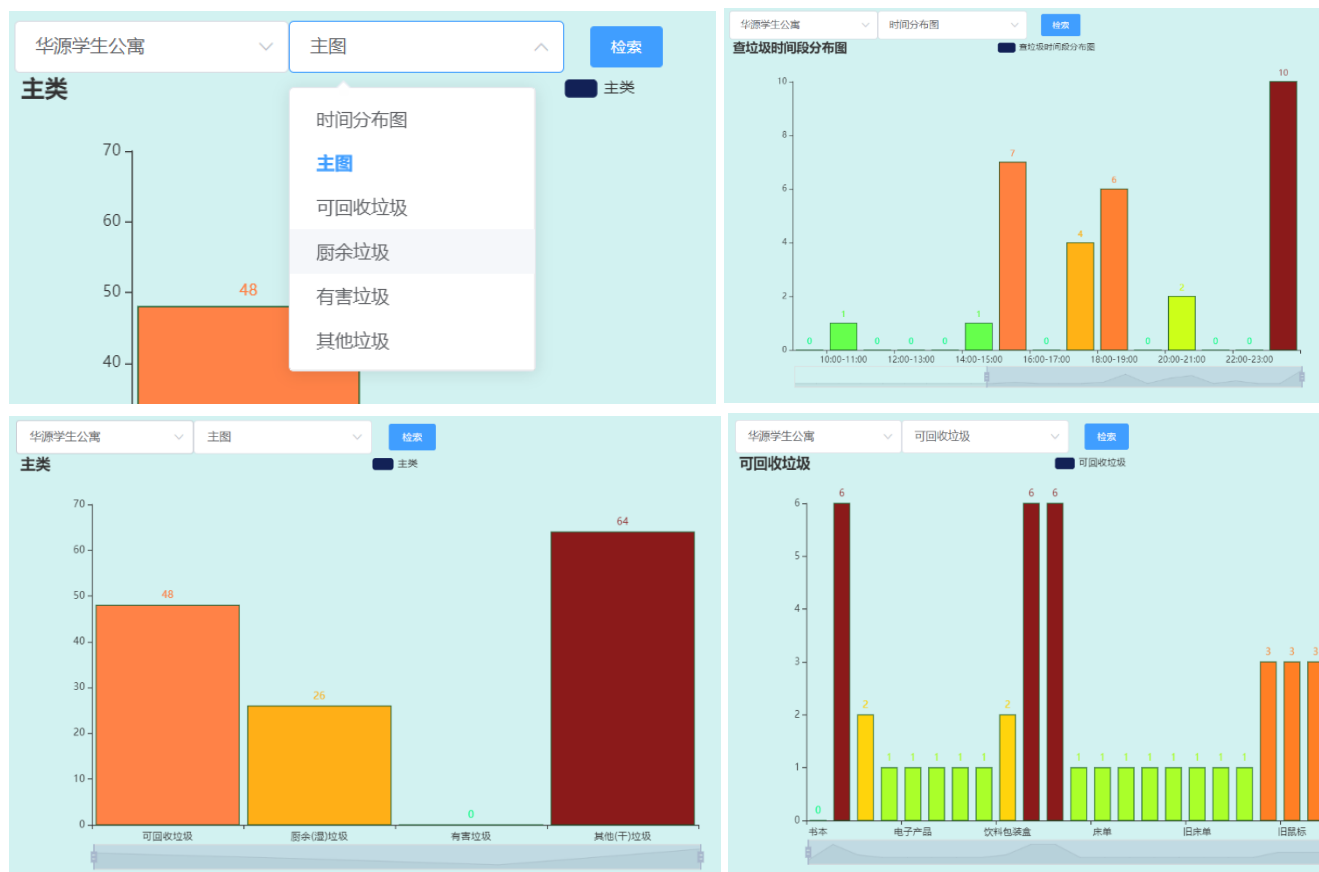 华源学生公寓 主图 检索
主类 主类
时间分布图
主图
可回收垃圾
厨余垃圾
有害垃圾
其他垃圾
70
60
50
40
48
华源学生公寓 时间分布图 检索
查垃圾时间段分布图 查垃圾时间段分布图
10
8
6
4
2
0
0 1 0 0 0 1 7 0 4 6 0 2 0 0 10
10:00-11:00 12:00-13:00 14:00-15:00 16:00-17:00 18:00-19:00 20:00-21:00 22:00-23:00
华源学生公寓 主图 检索
主类 主类
70
60
50
40
30
20
10
0
48 26 0 64
可回收垃圾 厨余(湿)垃圾 有害垃圾 其他(干)垃圾
华源学生公寓 可回收垃圾 检索
可回收垃圾 可回收垃圾
6
5
4
3
2
1
0
0 6 2 1 1 1 1 1 2 6 6 1 1 1 1 1 1 1 1 3 3 3
书本 电子产品 饮料包装盒 床单 旧床单 旧鼠标